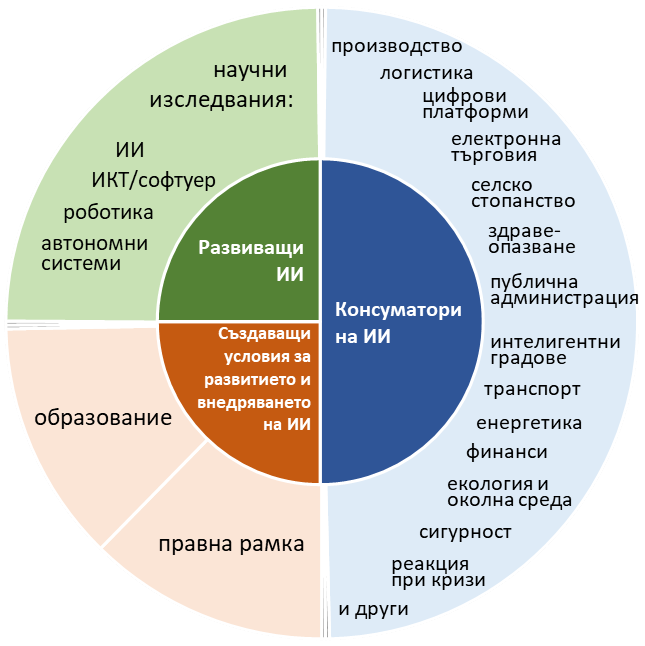 научни
изследвания:
ИИ
ИКТ/софтуер
роботика
автономни
системи
Развиващи
ИИ
Създаващи
условия за
развитието и
внедряването
на ИИ
образование
правна рамка
Консуматори
на ИИ
производство
логистика
цифрови
платформи
електронна
търговия
селско
стопанство
здраве-
опазване
публична
администрация
интелигентни
градове
транспорт
енергетика
финанси
екология и
околна среда
сигурност
реакция
при кризи
и други